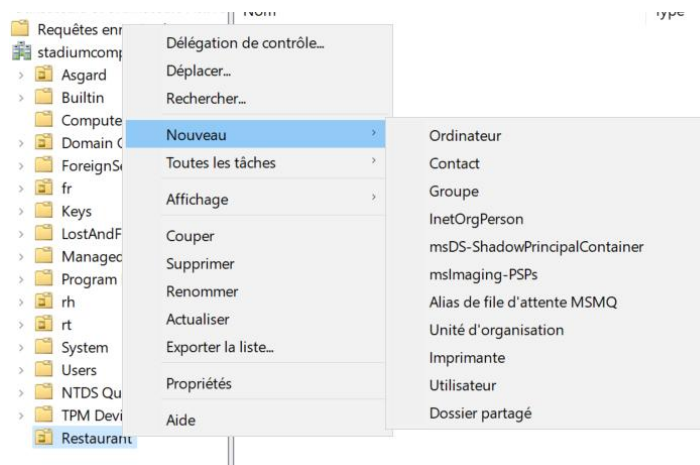 Nom
Type
Requêtes enr
stadiumcomp
Asgard
Builtin
Compute
Domain C
ForeignSe
fr
Keys
LostAndF
Managed
Program
rh
rt
System
Users
NTDS Qu
TPM Devi
Restaurant
Délégation de contrôle...
Déplacer...
Rechercher...
Nouveau
Toutes les tâches
Affichage
Couper
Supprimer
Renommer
Actualiser
Exporter la liste...
Propriétés
Aide
Ordinateur
Contact
Groupe
InetOrgPerson
msDS-ShadowPrincipalContainer
msImaging-PSPs
Alias de file d'attente MSMQ
Unité d'organisation
Imprimante
Utilisateur
Dossier partagé